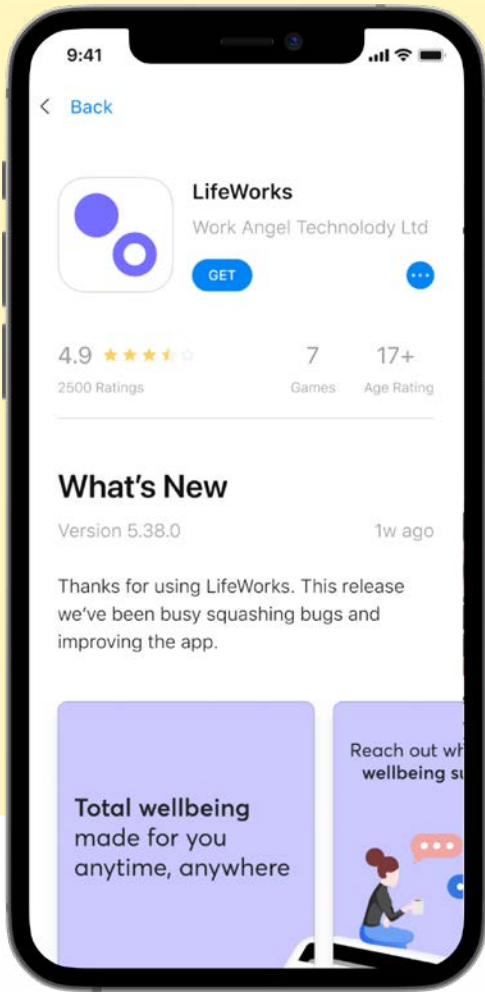 9:41
Back
LifeWorks
Work Angel Technolody Ltd
GET
4.9
7
17+
2500 Ratings
Games
Age Rating
What's New
Version 5.38.0
1w ago
Thanks for using LifeWorks. This release
we've been busy squashing bugs and
improving the app.
Total wellbeing
made for you
anytime, anywhere
Reach out
wellbeing